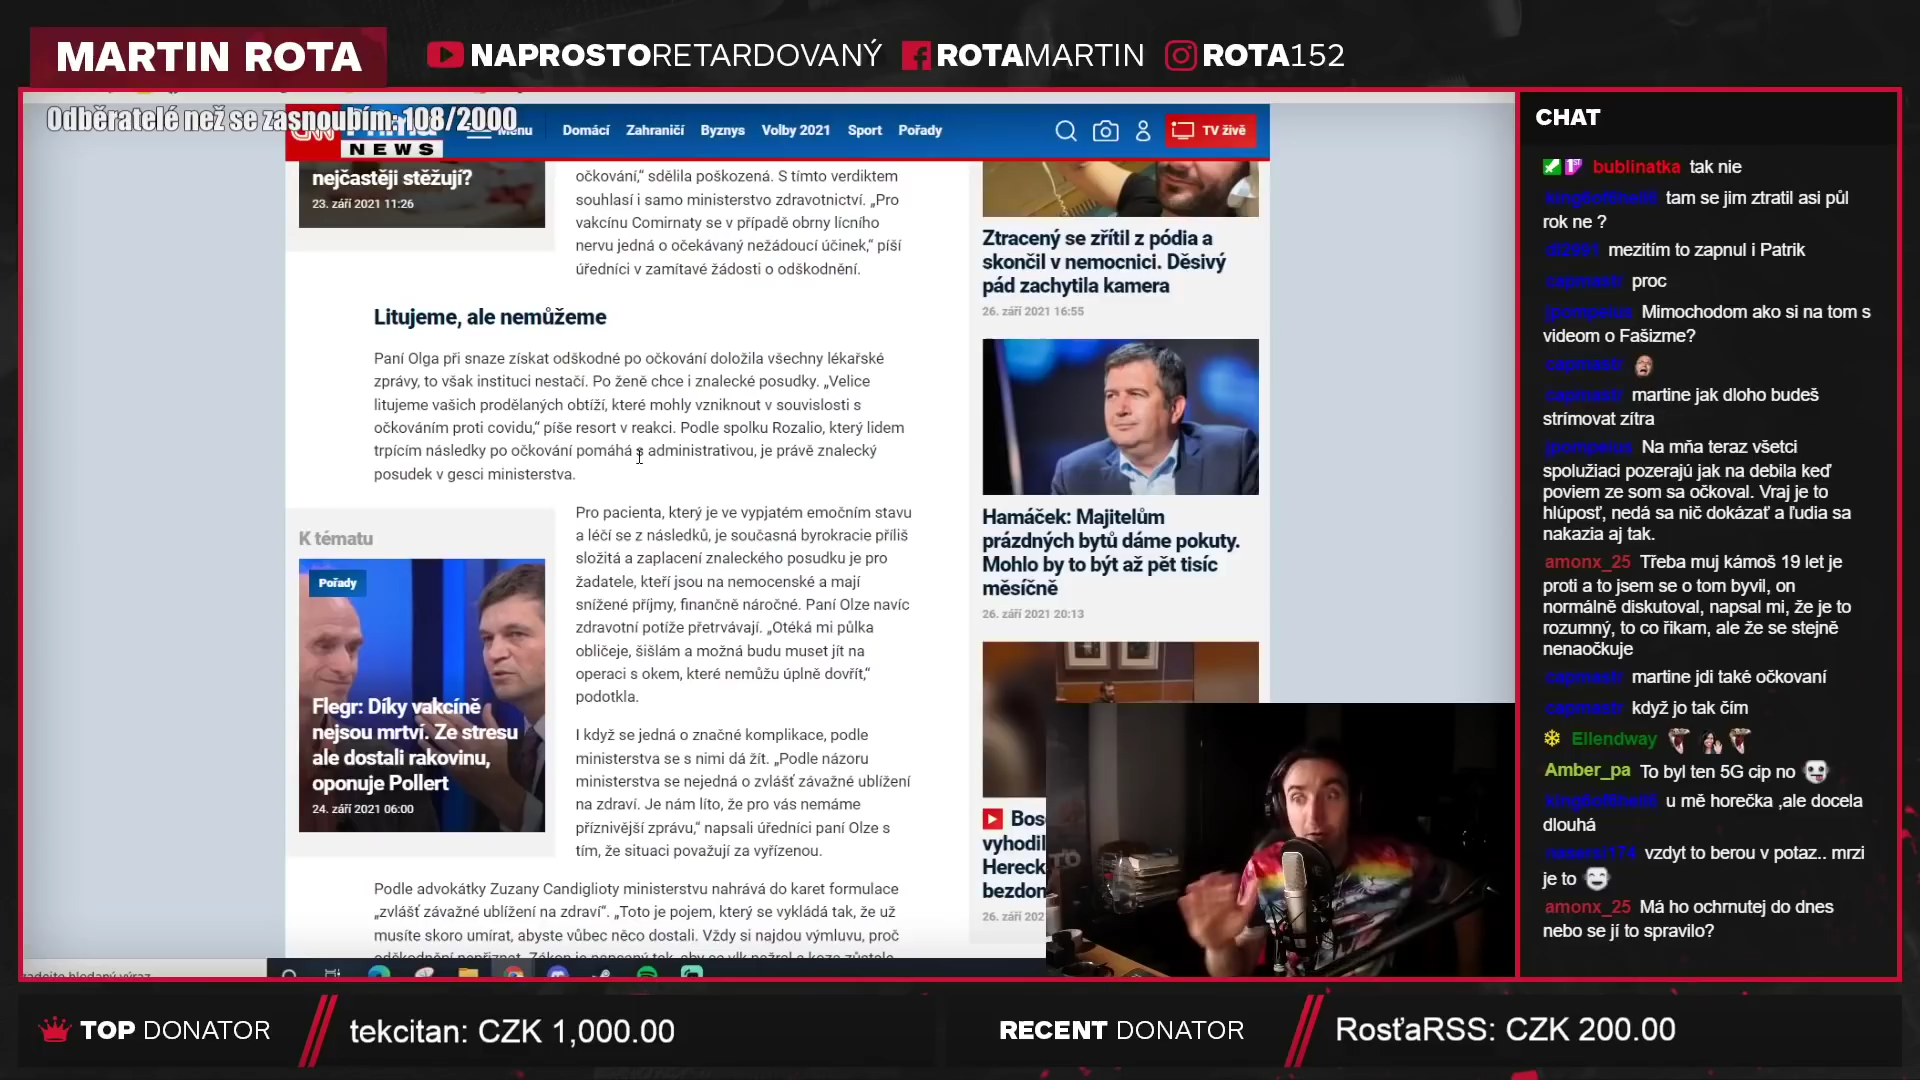 MARTIN ROTA
NAPROSTORETARDOVANÝ
ROTAMARTIN
ROTA152
Odběratelé než se zasnoubím: 108/2000
NEWS
Menu
Domácí
Zahraničí
Byznys
Volby 2021
Sport
Pořady
TV živě
nejčastěji stěžují?
23. září 2021 11:26
očkování,“ sdělila poškozená. S tímto verdiktem
souhlasí i samo ministerstvo zdravotnictví. „Pro
vakcínu Comirnaty se v případě obrny lícního
nervu jedná o očekávaný nežádoucí účinek,“ píší
úředníci v zamítavé žádosti o odškodnění.
Litujeme, ale nemůžeme
Paní Olga při snaze získat odškodné po očkování doložila všechny lékařské
zprávy, to však instituci nestačí. Po ženě chce i znalecké posudky. „Velice
litujeme vašich prodělaných obtíží, které mohly vzniknout v souvislosti s
očkováním proti covidu,“ píše resort v reakci. Podle spolku Rozalio, který lidem
trpícím následky po očkování pomáhá s administrativou, je právě znalecký
posudek v gesci ministerstva.
K tématu
Pořady
Flegr: Díky vakcíně
nejsou mrtví. Ze stresu
ale dostali rakovinu,
oponuje Pollert
24. září 2021 06:00
Pro pacienta, který je ve vypjatém emočním stavu
a léčí se z následků, je současná byrokracie příliš
složitá a zaplacení znaleckého posudku je pro
žadatele, kteří jsou na nemocenské a mají
snížené příjmy, finančně náročné. Paní Olze navíc
zdravotní potíže přetrvávají. „Otéká mi půlka
obličeje, šišlám a možná budu muset jít na
operaci s okem, které nemůžu úplně dovřít,“
podotkla.
I když se jedná o značné komplikace, podle
ministerstva se s nimi dá žít. „Podle názoru
ministerstva se nejedná o zvlášť závažné ublížení
na zdraví. Je nám líto, že pro vás nemáme
příznivější zprávu,“ napsali úředníci paní Olze s
tím, že situaci považují za vyřízenou.
Podle advokátky Zuzany Candiglioty ministerstvu nahrává do karet formulace
„zvlášť závažné ublížení na zdraví“. „Toto je pojem, který se vykládá tak, že už
musíte skoro umírat, abyste vůbec něco dostali. Vždy si najdou výmluvu, proč
Ztracený se zřítil z pódia a
skončil v nemocnici. Děsivý
pád zachytila kamera
26. září 2021 16:55
Hamáček: Majitelům
prázdných bytů dáme pokuty.
Mohlo by to být až pět tisíc
měsíčně
26. září 2021 20:13
Bos
vyhodil
Hereck
bezdon
26. září 202
CHAT
bublinatka tak nie
tam se jim ztratil asi půl
rok ne ?
mezitím to zapnul i Patrik
capmastr proc
jpompeius Mimochodom ako si na tom s
videom o Fašizme?
capmastr
capmastr martine jak dloho budeš
strímovat zítra
jpompeius Na mňa teraz všetci
spolužiaci pozerajú jak na debila keď
poviem ze som sa očkoval. Vraj je to
hlúposť, nedá sa nič dokázať a ľudia sa
nakazia aj tak.
amonx_25 Třeba muj kámoš 19 let je
proti a to jsem se o tom byvil, on
normálně diskutoval, napsal mi, že je to
rozumný, to co řikam, ale že se stejně
nenaočkuje
capmastr martine jdi také očkovaní
capmastr když jo tak čím
Ellendway
Amber_pa To byl ten 5G cip no
u mě horečka ,ale docela
dlouhá
vzdyt to berou v potaz.. mrzi
je to
amonx_25 Má ho ochrnutej do dnes
nebo se jí to spravilo?
TOP DONATOR
tekcitan: CZK 1,000.00
RECENT DONATOR
RosťaRSS: CZK 200.00